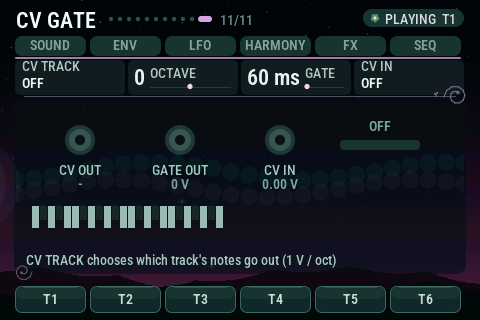 CV GATE 11/11 PLAYING T1
SOUND ENV LFO HARMONY FX SEQ
CV TRACK
OFF
0 OCTAVE
60 ms GATE
CV IN
OFF
OFF
CV OUT GATE OUT CV IN
- 0 V 0.00 V
CV TRACK chooses which track's notes go out (1 V / oct)
T1 T2 T3 T4 T5 T6